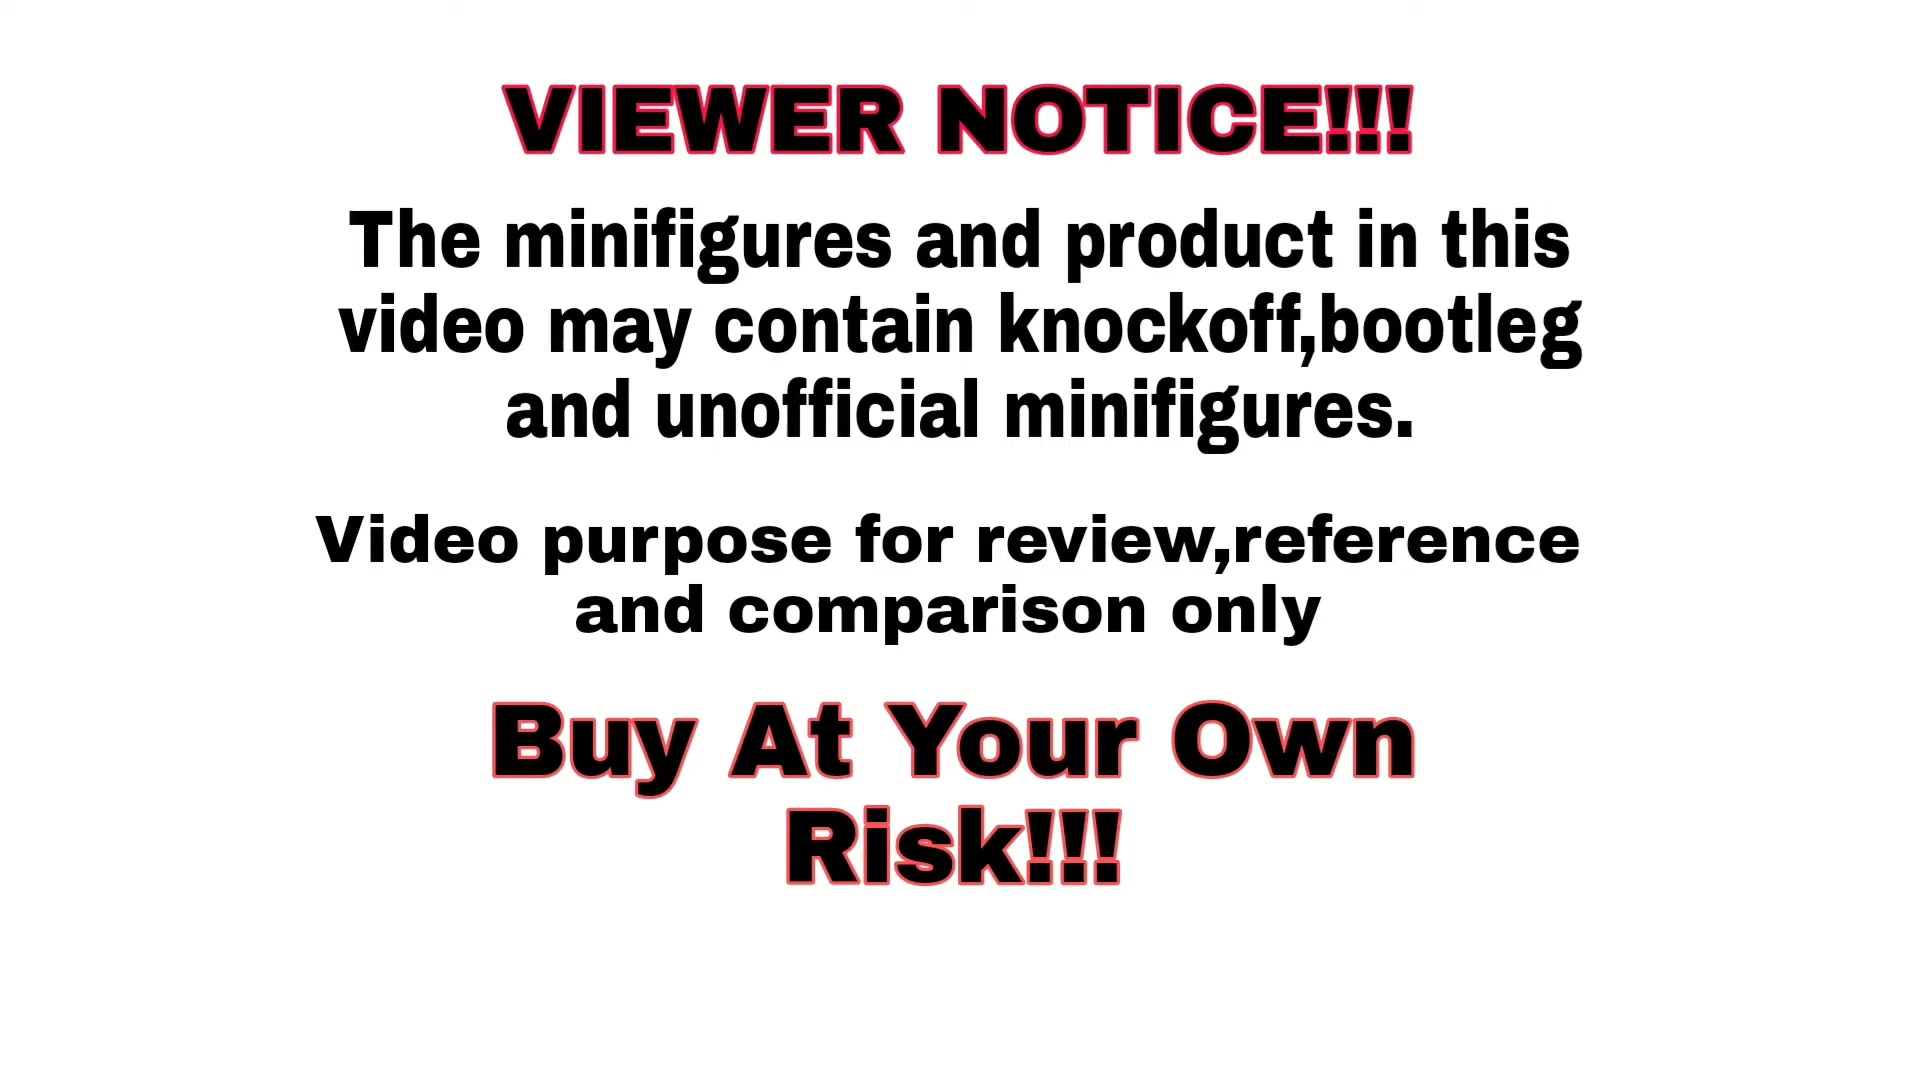 VIEWER NOTICE!!!
The minifigures and product in this
video may contain knockoff,bootleg
and unofficial minifigures.
Video purpose for review,reference
and comparison only
Buy At Your Own
Risk!!!